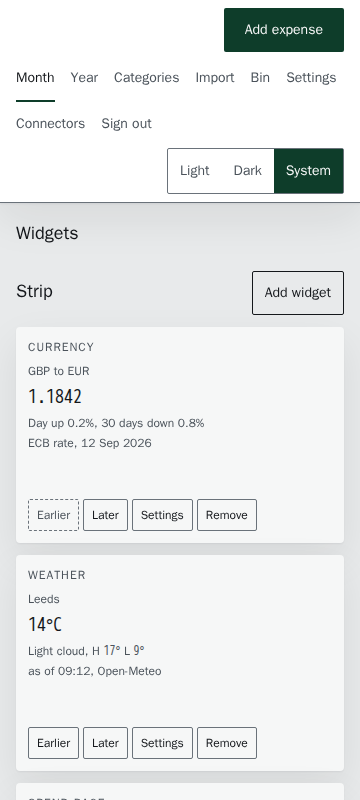 Add expense
Month Year Categories Import Bin Settings
Connectors Sign out
Light Dark System
Widgets
Strip Add widget
CURRENCY
GBP to EUR
1.1842
Day up 0.2%, 30 days down 0.8%
ECB rate, 12 Sep 2026
Earlier Later Settings Remove
WEATHER
Leeds
14°C
Light cloud, H 17° L 9°
as of 09:12, Open-Meteo
Earlier Later Settings Remove